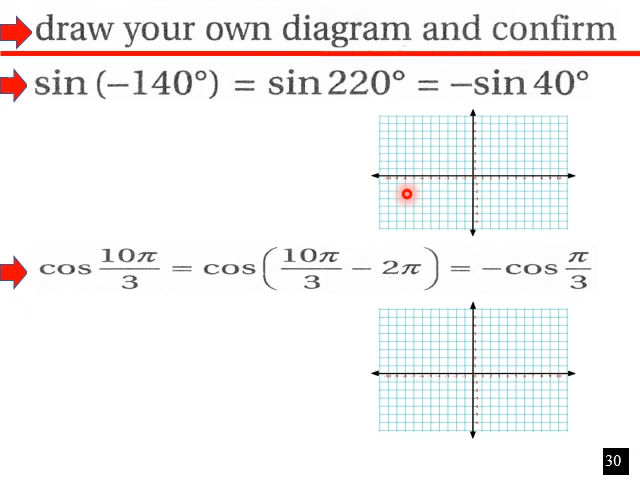 draw your own diagram and confirm
sin (−140°) = sin 220° = −sin 40°
cos 10π/3 = cos(10π/3 − 2π) = −cos π/3
30